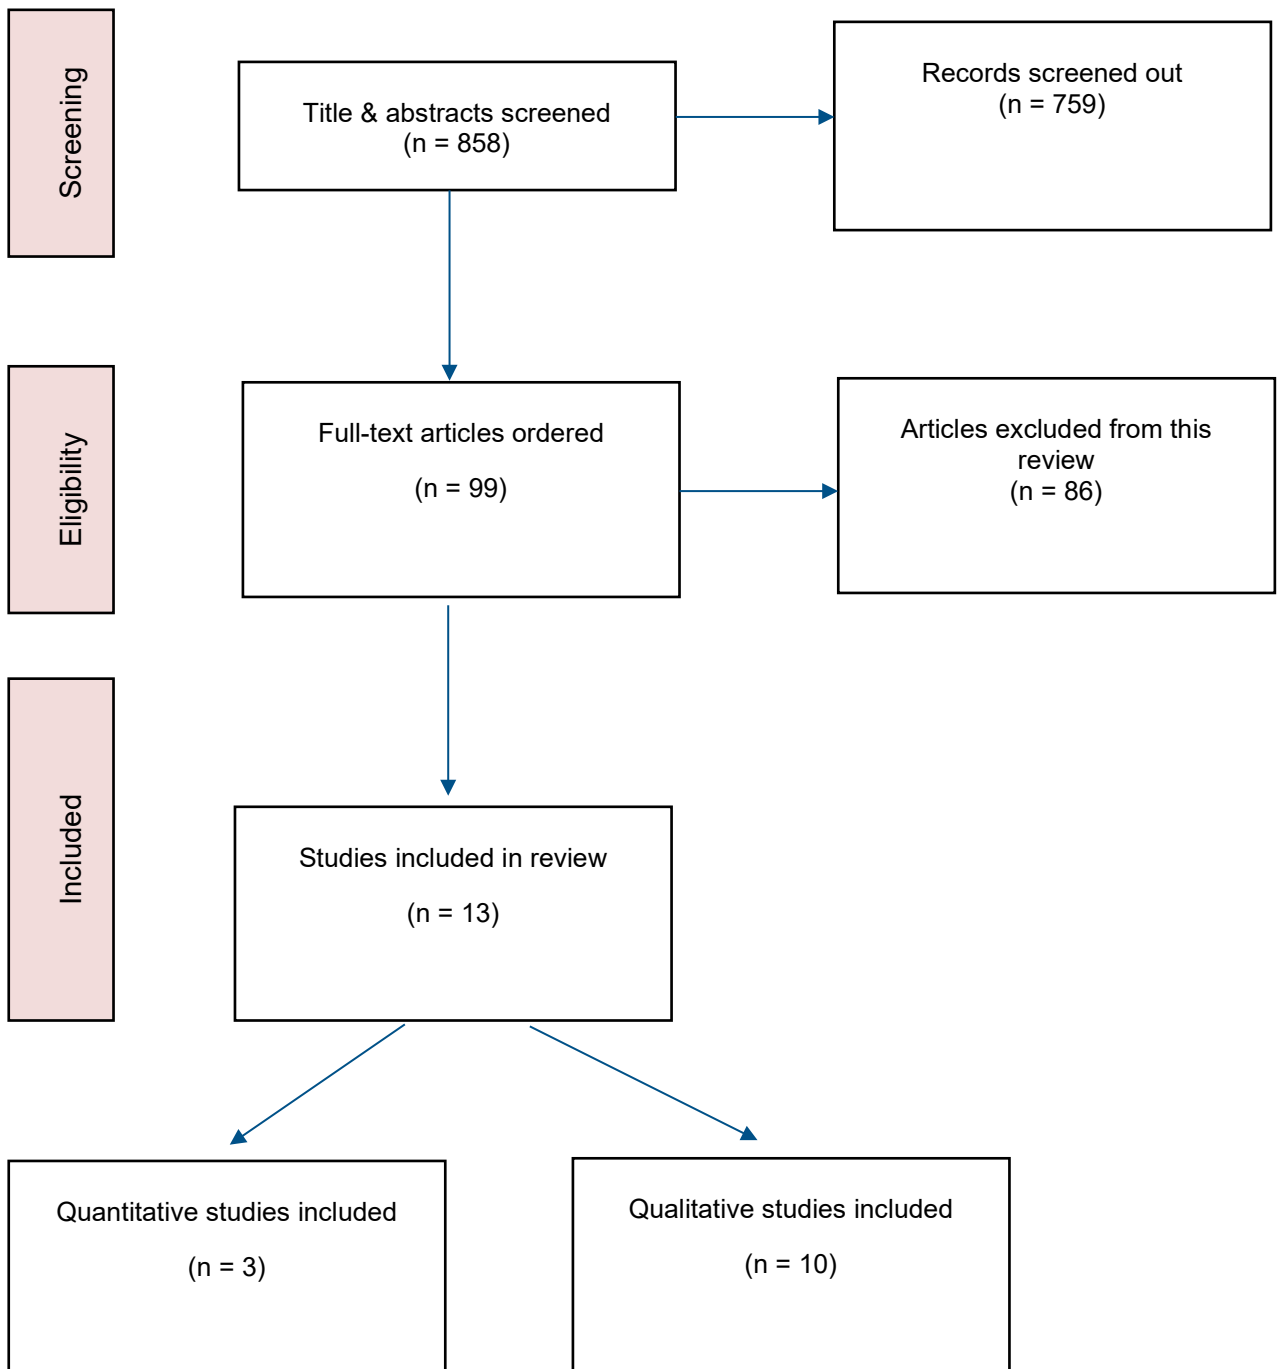 Screening
Title & abstracts screened
(n = 858)
Records screened out
(n = 759)
Eligibility
Full-text articles ordered
(n = 99)
Articles excluded from this
review
(n = 86)
Included
Studies included in review
(n = 13)
Quantitative studies included
(n = 3)
Qualitative studies included
(n = 10)